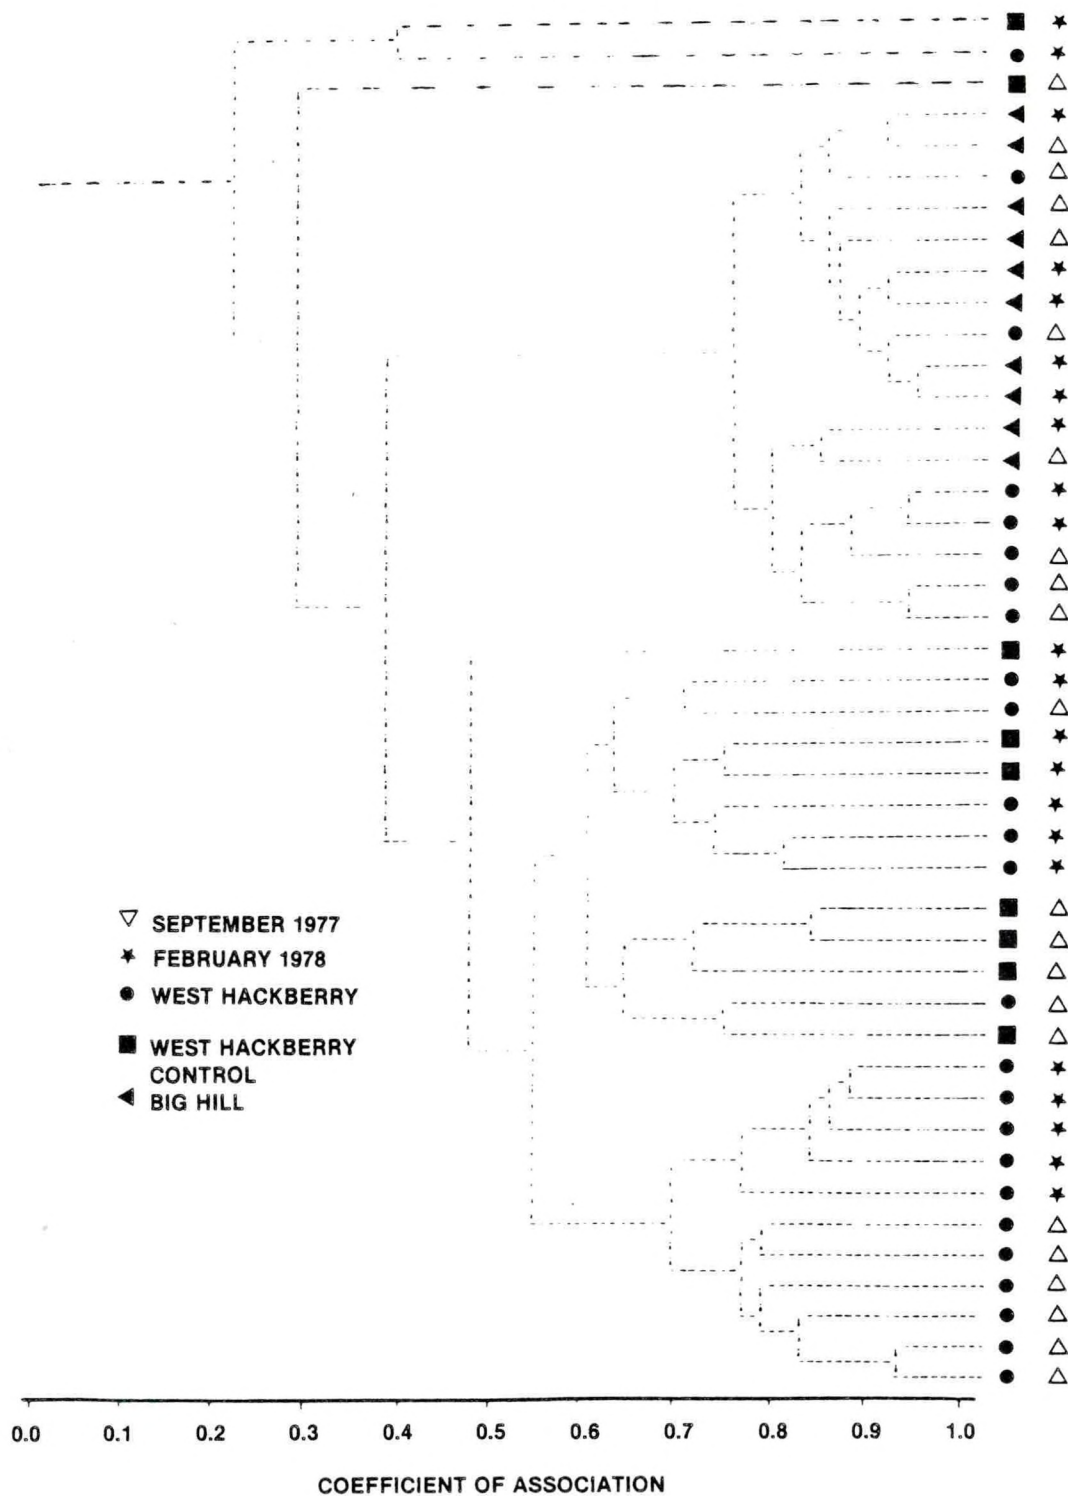 SEPTEMBER 1977
FEBRUARY 1978
WEST HACKBERRY
WEST HACKBERRY
CONTROL
BIG HILL
0.0 0.1 0.2 0.3 0.4 0.5 0.6 0.7 0.8 0.9 1.0
COEFFICIENT OF ASSOCIATION